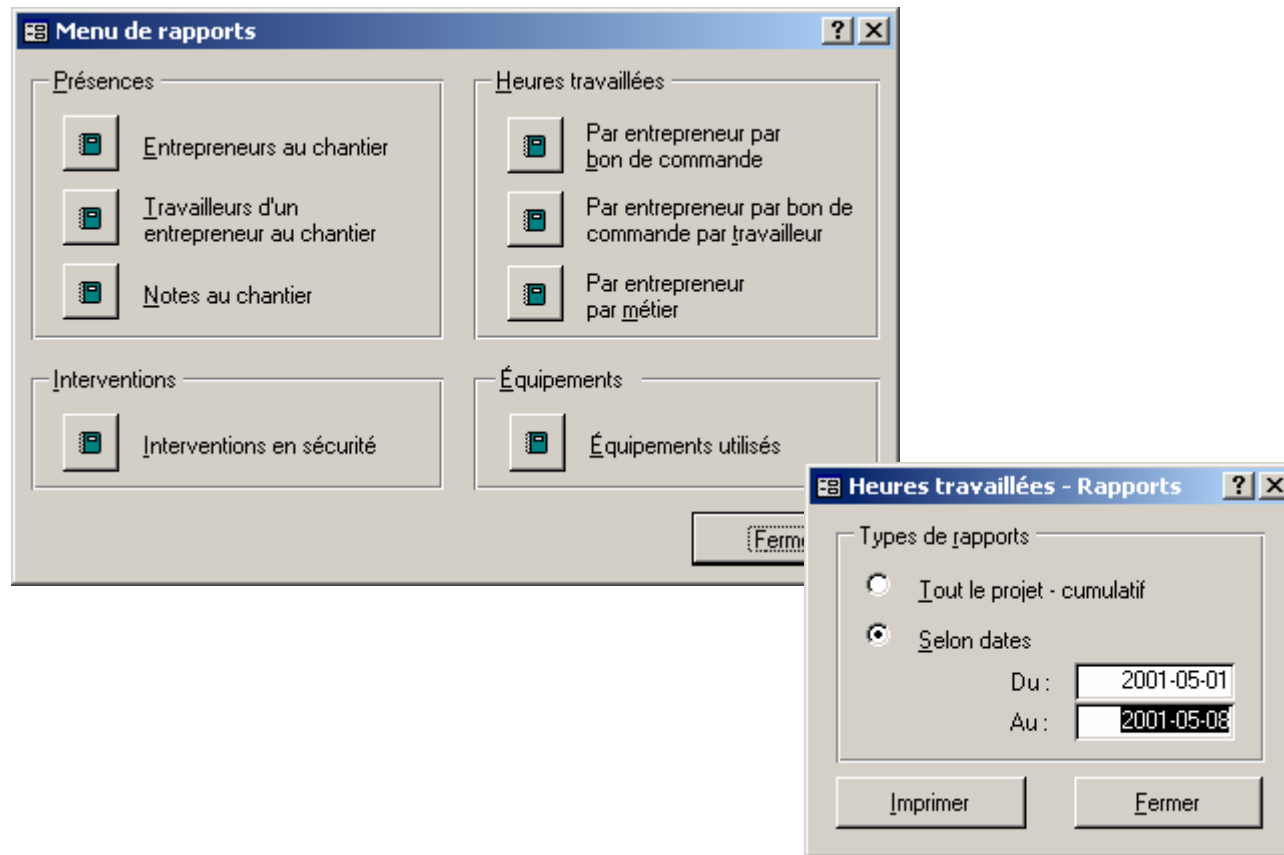 Menu de rapports
Présences
Entrepreneurs au chantier
Travailleurs d'un
entrepreneur au chantier
Notes au chantier
Heures travaillées
Par entrepreneur par
bon de commande
Par entrepreneur par bon de
commande par travailleur
Par entrepreneur
par métier
Interventions
Interventions en sécurité
Équipements
Équipements utilisés
Ferm
Heures travaillées - Rapports
Types de rapports
Tout le projet - cumulatif
Selon dates
Du : 2001-05-01
Au : 2001-05-08
Imprimer
Fermer